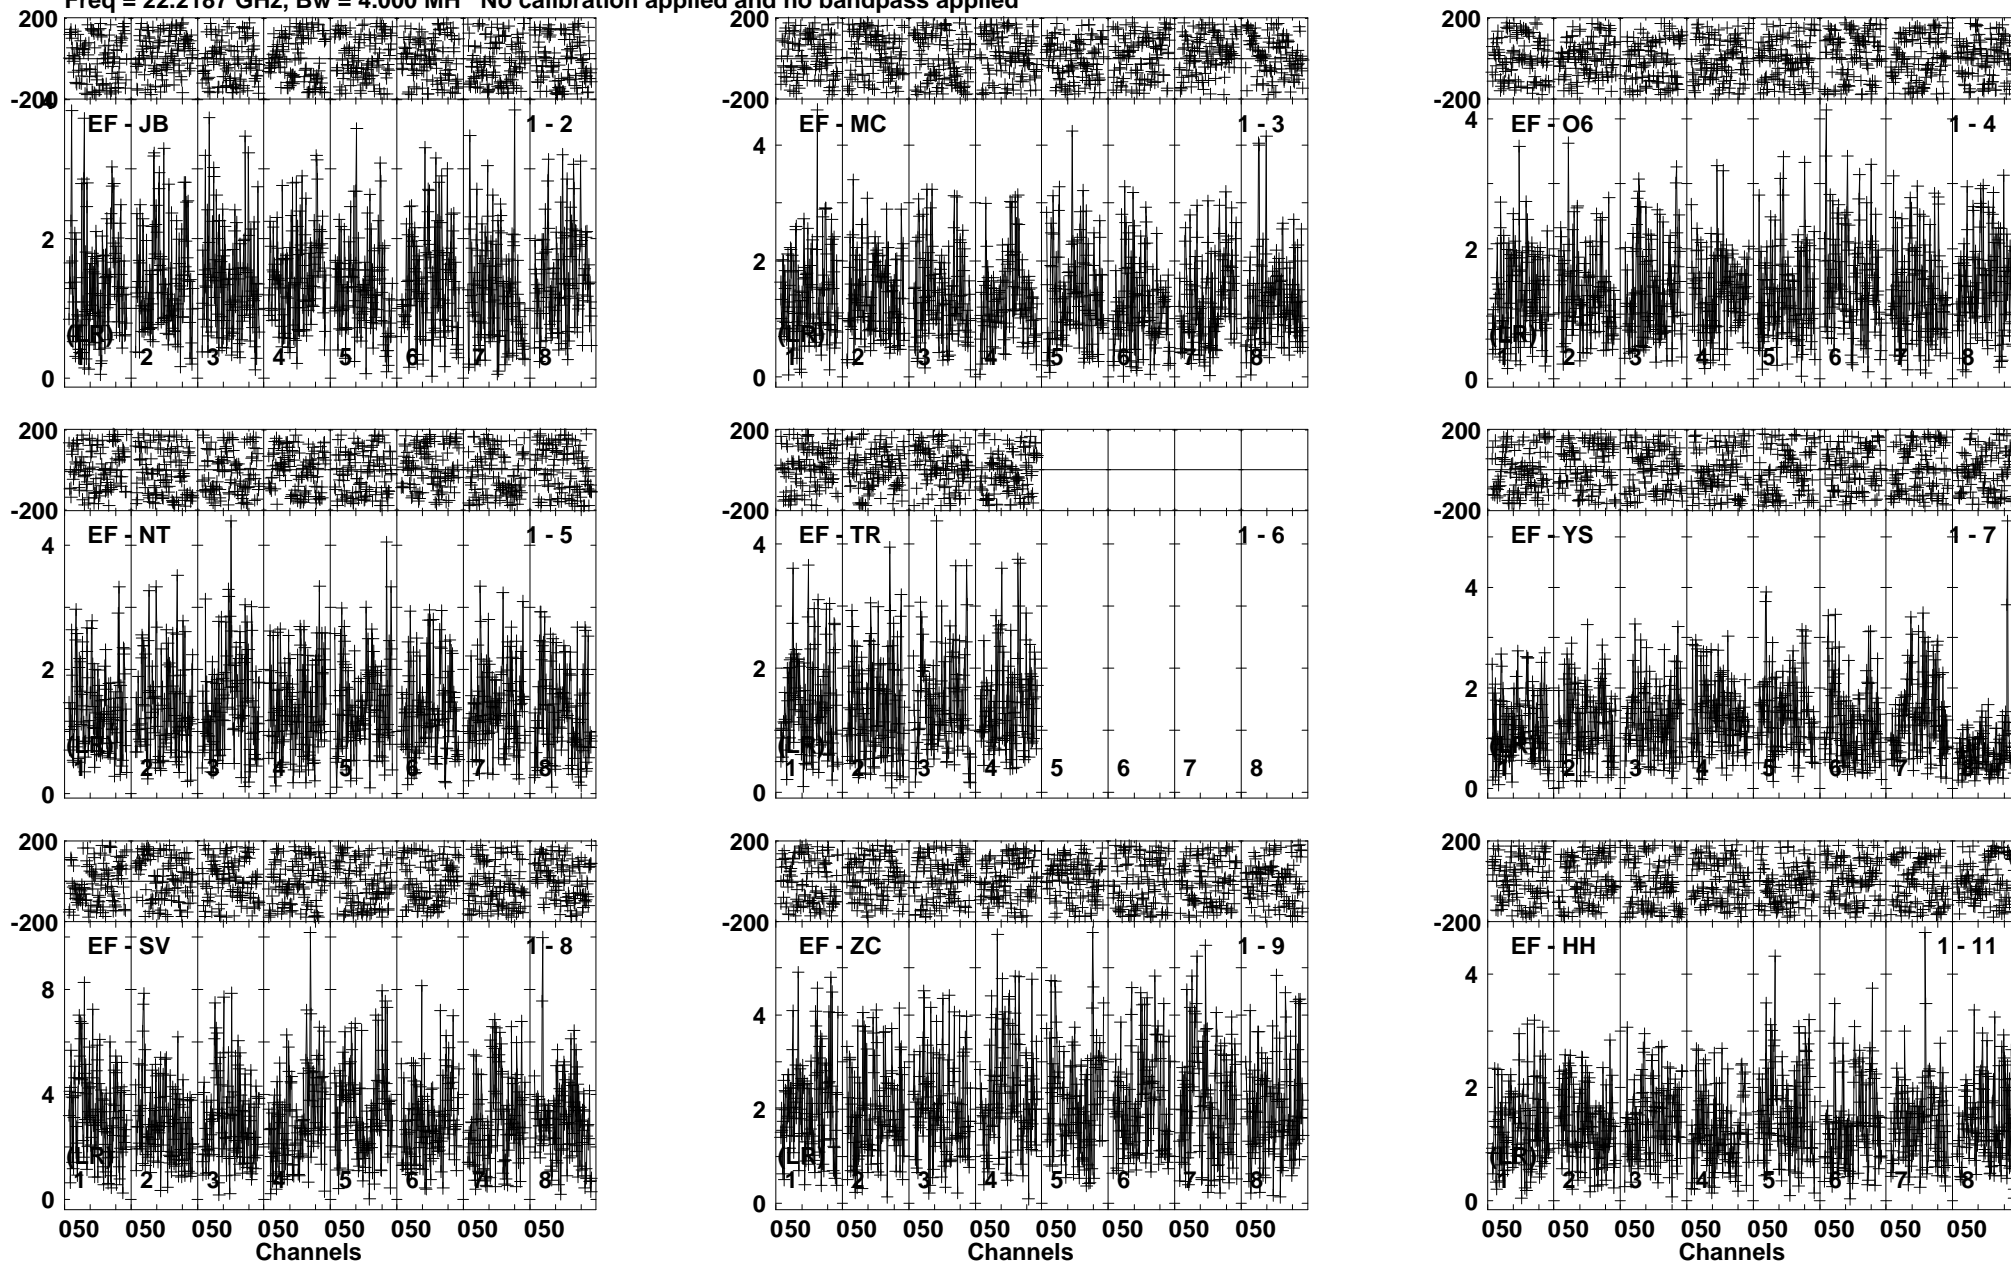 Freq = 22.2187 GHz, Bw = 4.000 MH No calibration applied and no bandpass applied
200 200 200
-200 -200 -200
4
EF - JB 1 - 2 EF - MC 1 - 3 EF - O6 1 - 4
4 4
2 2 2
(LR) (LR) (LR)
1 2 3 4 5 6 7 8 1 2 3 4 5 6 7 8 1 2 3 4 5 6 7 8
0 0 0
200 200 200
-200 -200 -200
EF - NT 1 - 5 EF - TR 1 - 6 EF - YS 1 - 7
4 4 4
2 2 2
(LR) (LR) (LR)
1 2 3 4 5 6 7 8 1 2 3 4 5 6 7 8 1 2 3 4 5 6 7 8
0 0 0
200 200 200
-200 -200 -200
EF - SV 1 - 8 EF - ZC 1 - 9 EF - HH 1 - 11
8 4 4
4 2 2
(LR) (LR) (LR)
1 2 3 4 5 6 7 8 1 2 3 4 5 6 7 8 1 2 3 4 5 6 7 8
0 0 0
050 050 050 050 050 050 050 050 050 050 050 050 050 050 050 050 050 050 050 050 050 050 050 050
Channels Channels Channels